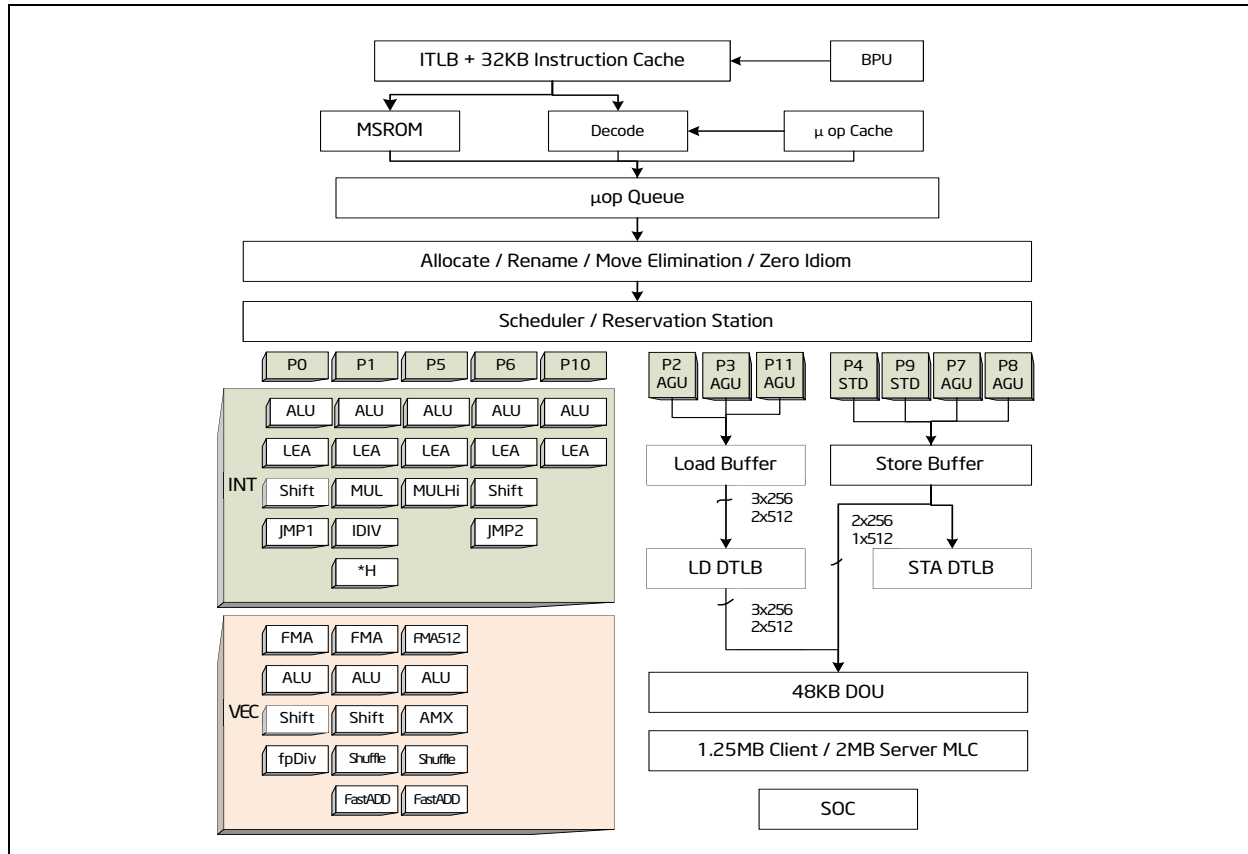 ITLB + 32KB Instruction Cache
BPU
MSROM
Decode
μ op Cache
μop Queue
Allocate / Rename / Move Elimination / Zero Idiom
Scheduler / Reservation Station
P0 P1 P5 P6 P10
P2 AGU
P3 AGU
P11 AGU
P4 STD
P9 STD
P7 AGU
P8 AGU
INT
ALU ALU ALU ALU ALU
LEA LEA LEA LEA LEA
Shift MUL MULHi Shift
JMP1 IDIV JMP2
*H
VEC
FMA FMA FMA512
ALU ALU ALU
Shift Shift AMX
fpDiv Shuffle Shuffle
FastADD FastADD
Load Buffer
Store Buffer
3x256
2x512
2x256
1x512
LD DTLB
STA DTLB
3x256
2x512
48KB DOU
1.25MB Client / 2MB Server MLC
SOC